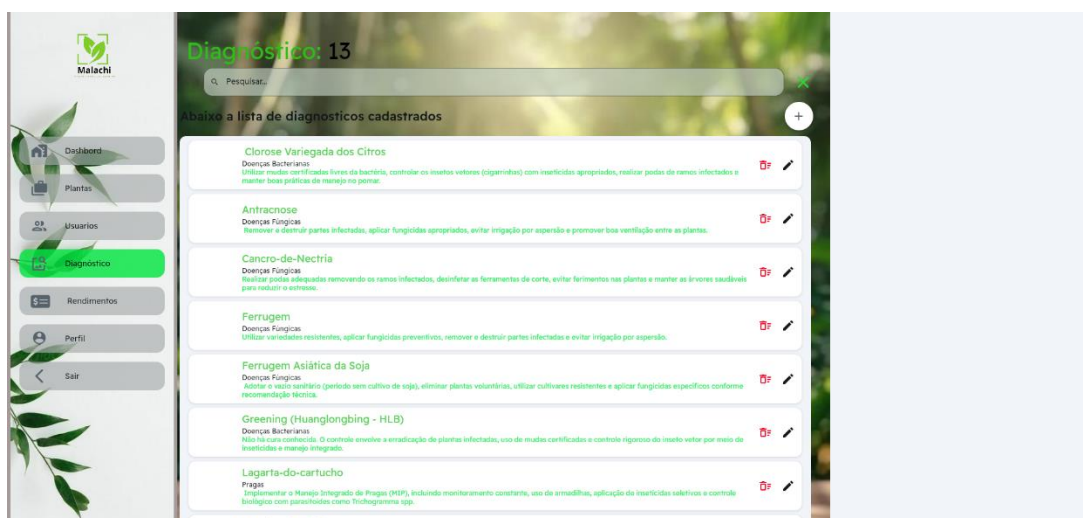 Malachi
Dashbord
Plantas
Usuarios
Diagnóstico
Rendimentos
Perfil
Sair
Diagnóstico: 13
Pesquisar...
Abaixo a lista de diagnosticos cadastrados
Clorose Variegada dos Citros
Doenças Bacterianas
Utilizar mudas certificadas livres da bactéria, controlar os insetos vetores (cigarrinhas) com inseticidas apropriados, realizar podas de ramos infectados e
manter boas práticas de manejo no pomar.
Antracnose
Doenças Fúngicas
Remover e destruir partes infectadas, aplicar fungicidas apropriados, evitar irrigação por aspersão e promover boa ventilação entre as plantas.
Cancro-de-Nectria
Doenças Fúngicas
Realizar podas adequadas removendo os ramos infectados, desinfetar as ferramentas de corte, evitar ferimentos nas plantas e manter as árvores saudáveis
para reduzir o estresse.
Ferrugem
Doenças Fúngicas
Utilizar variedades resistentes, aplicar fungicidas preventivos, remover e destruir partes infectadas e evitar irrigação por aspersão.
Ferrugem Asiática da Soja
Doenças Fúngicas
Adotar o vazio sanitário (período sem cultivo de soja), eliminar plantas voluntárias, utilizar cultivares resistentes e aplicar fungicidas específicos conforme
recomendação técnica.
Greening (Huanglongbing - HLB)
Doenças Bacterianas
Não há cura conhecida. O controle envolve a erradicação de plantas infectadas, uso de mudas certificadas e controle rigoroso do inseto vetor por meio de
inseticidas e manejo integrado.
Lagarta-do-cartucho
Pragas
Implementar o Manejo Integrado de Pragas (MIP), incluindo monitoramento constante, uso de armadilhas, aplicação de inseticidas seletivos e controle
biológico com parasitoides como Trichogramma spp.